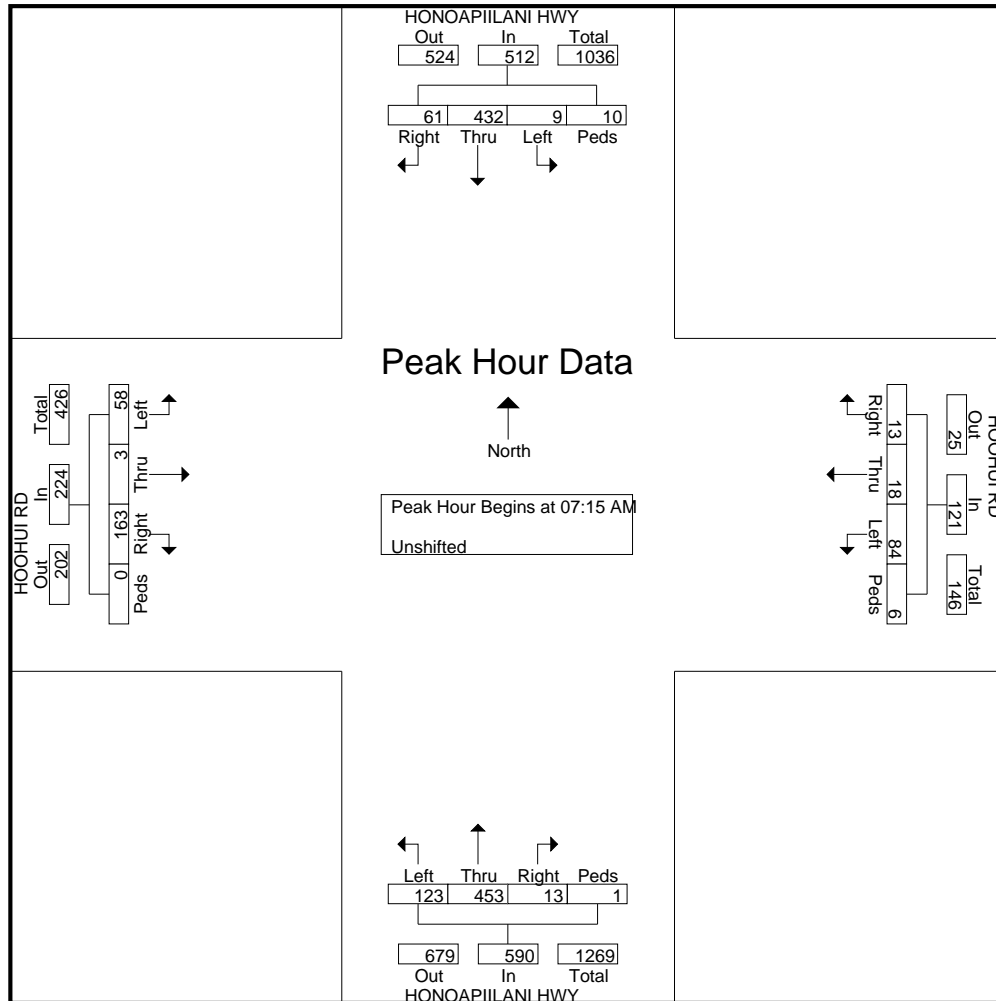 HONOAPIILANI HWY
Out In Total
524 512 1036
61 432 9 10
Right Thru Left Peds
Peak Hour Data
North
Peak Hour Begins at 07:15 AM
Unshifted
HOOHUI RD
Out In Total
202 224 426
0 163 3 58
Peds Right Thru Left
HOOHUI RD
Out In Total
25 121 146
13 18 84 6
Right Thru Left Peds
Left Thru Right Peds
123 453 13 1
679 590 1269
Out In Total
HONOAPIILANI HWY